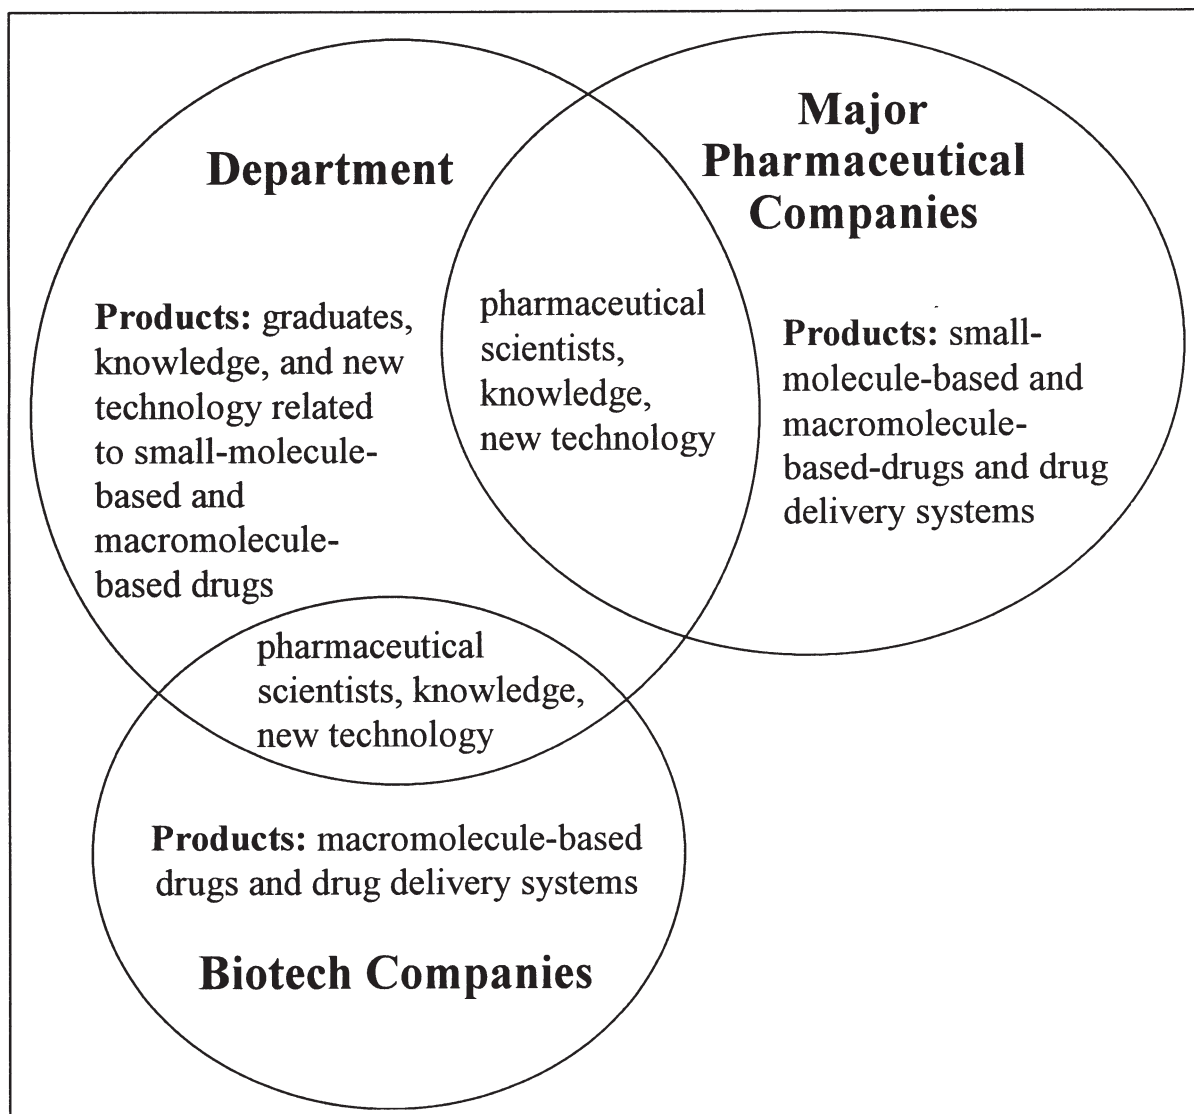 Department
Products: graduates,
knowledge, and new
technology related
to small-molecule-
based and
macromolecule-
based drugs
pharmaceutical
scientists,
knowledge,
new technology
Major
Pharmaceutical
Companies
Products: small-
molecule-based and
macromolecule-
based-drugs and drug
delivery systems
pharmaceutical
scientists, knowledge,
new technology
Products: macromolecule-based
drugs and drug delivery systems
Biotech Companies